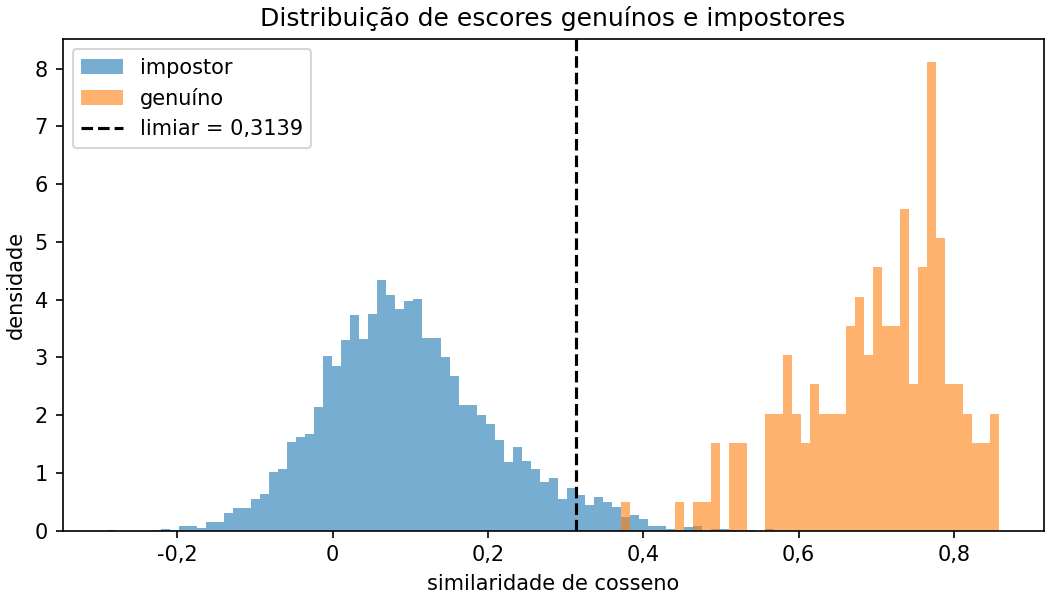 Distribuição de escores genuínos e impostores
impostor
genuíno
limiar = 0,3139
densidade
8
7
6
5
4
3
2
1
0
-0,2
0
0,2
0,4
0,6
0,8
similaridade de cosseno